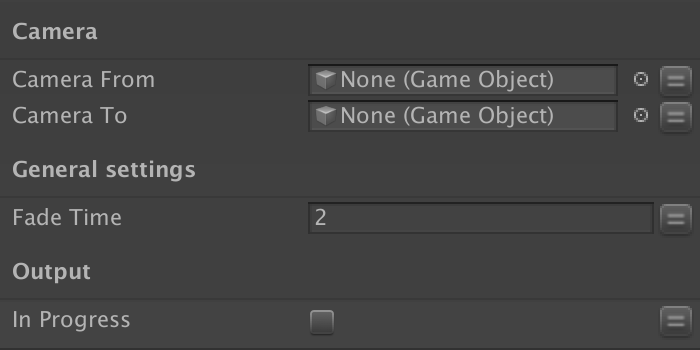 Camera
Camera From None (Game Object)
Camera To None (Game Object)
General settings
Fade Time 2
Output
In Progress